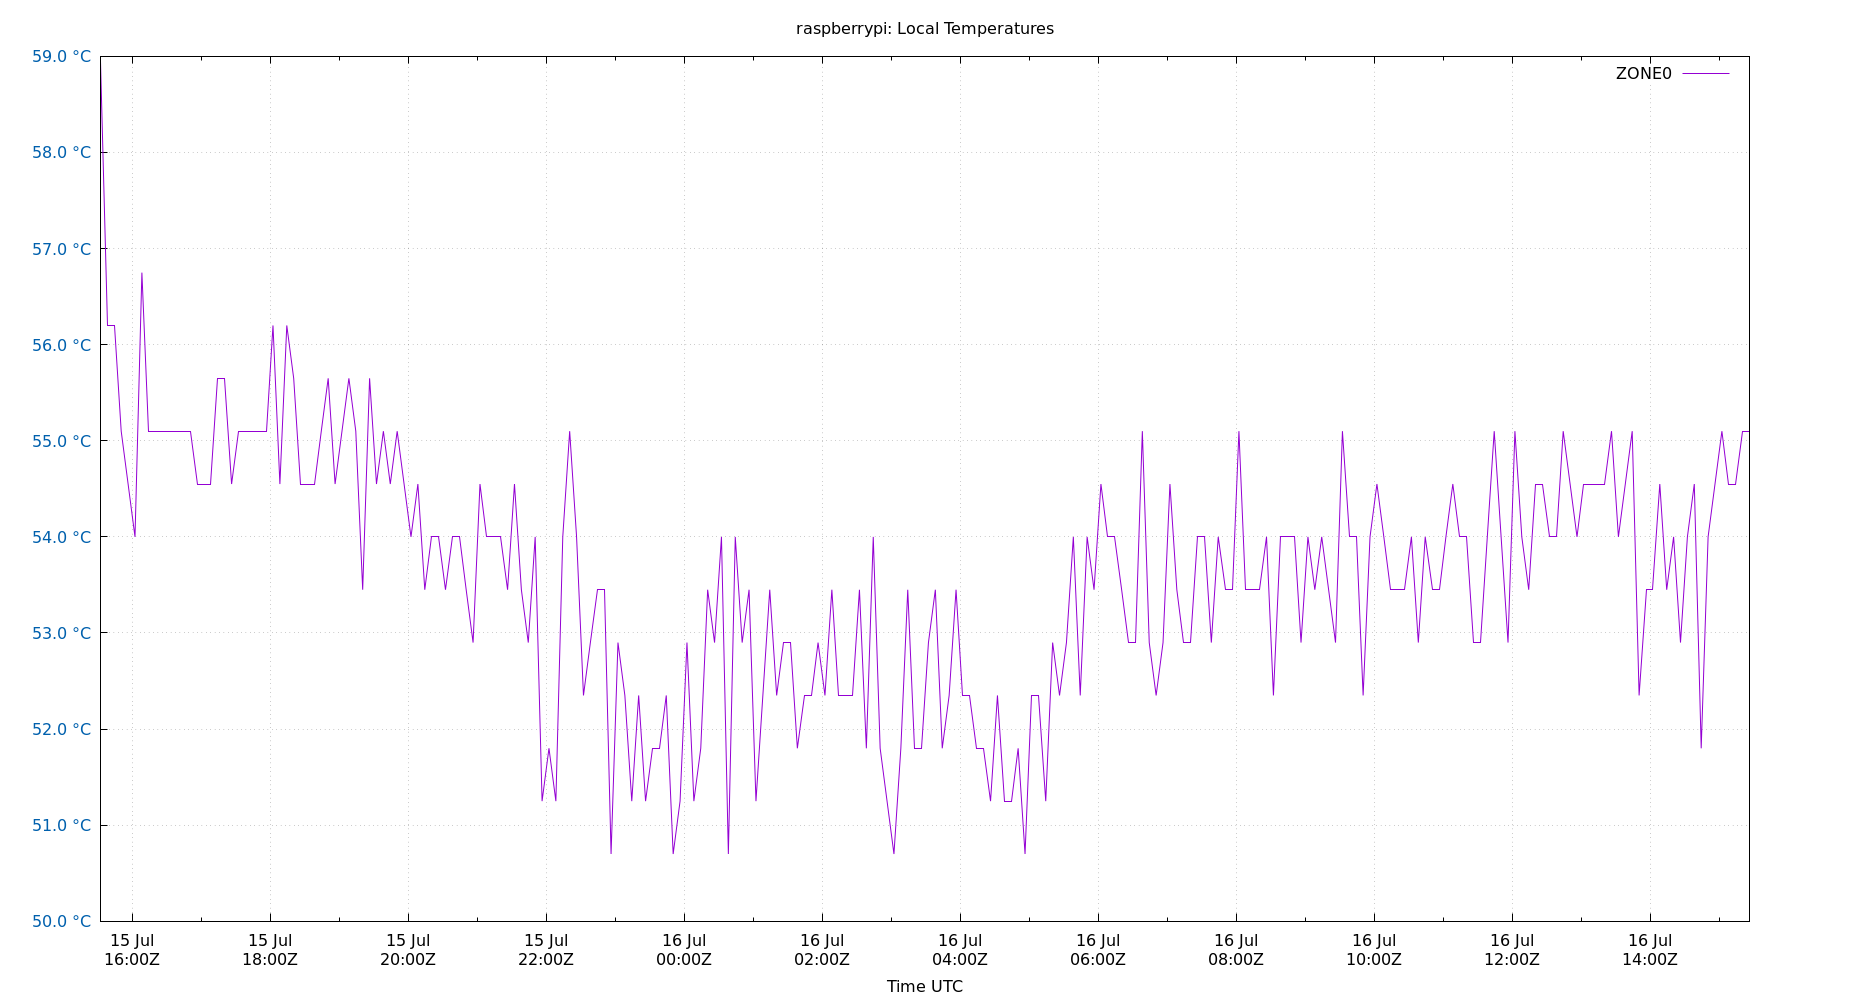 raspberrypi: Local Temperatures
59.0 °C
ZONE0
58.0 °C
57.0 °C
56.0 °C
55.0 °C
54.0 °C
53.0 °C
52.0 °C
51.0 °C
50.0 °C
15 Jul 15 Jul 15 Jul 15 Jul 16 Jul 16 Jul 16 Jul 16 Jul 16 Jul 16 Jul 16 Jul 16 Jul
16:00Z 18:00Z 20:00Z 22:00Z 00:00Z 02:00Z 04:00Z 06:00Z 08:00Z 10:00Z 12:00Z 14:00Z
Time UTC